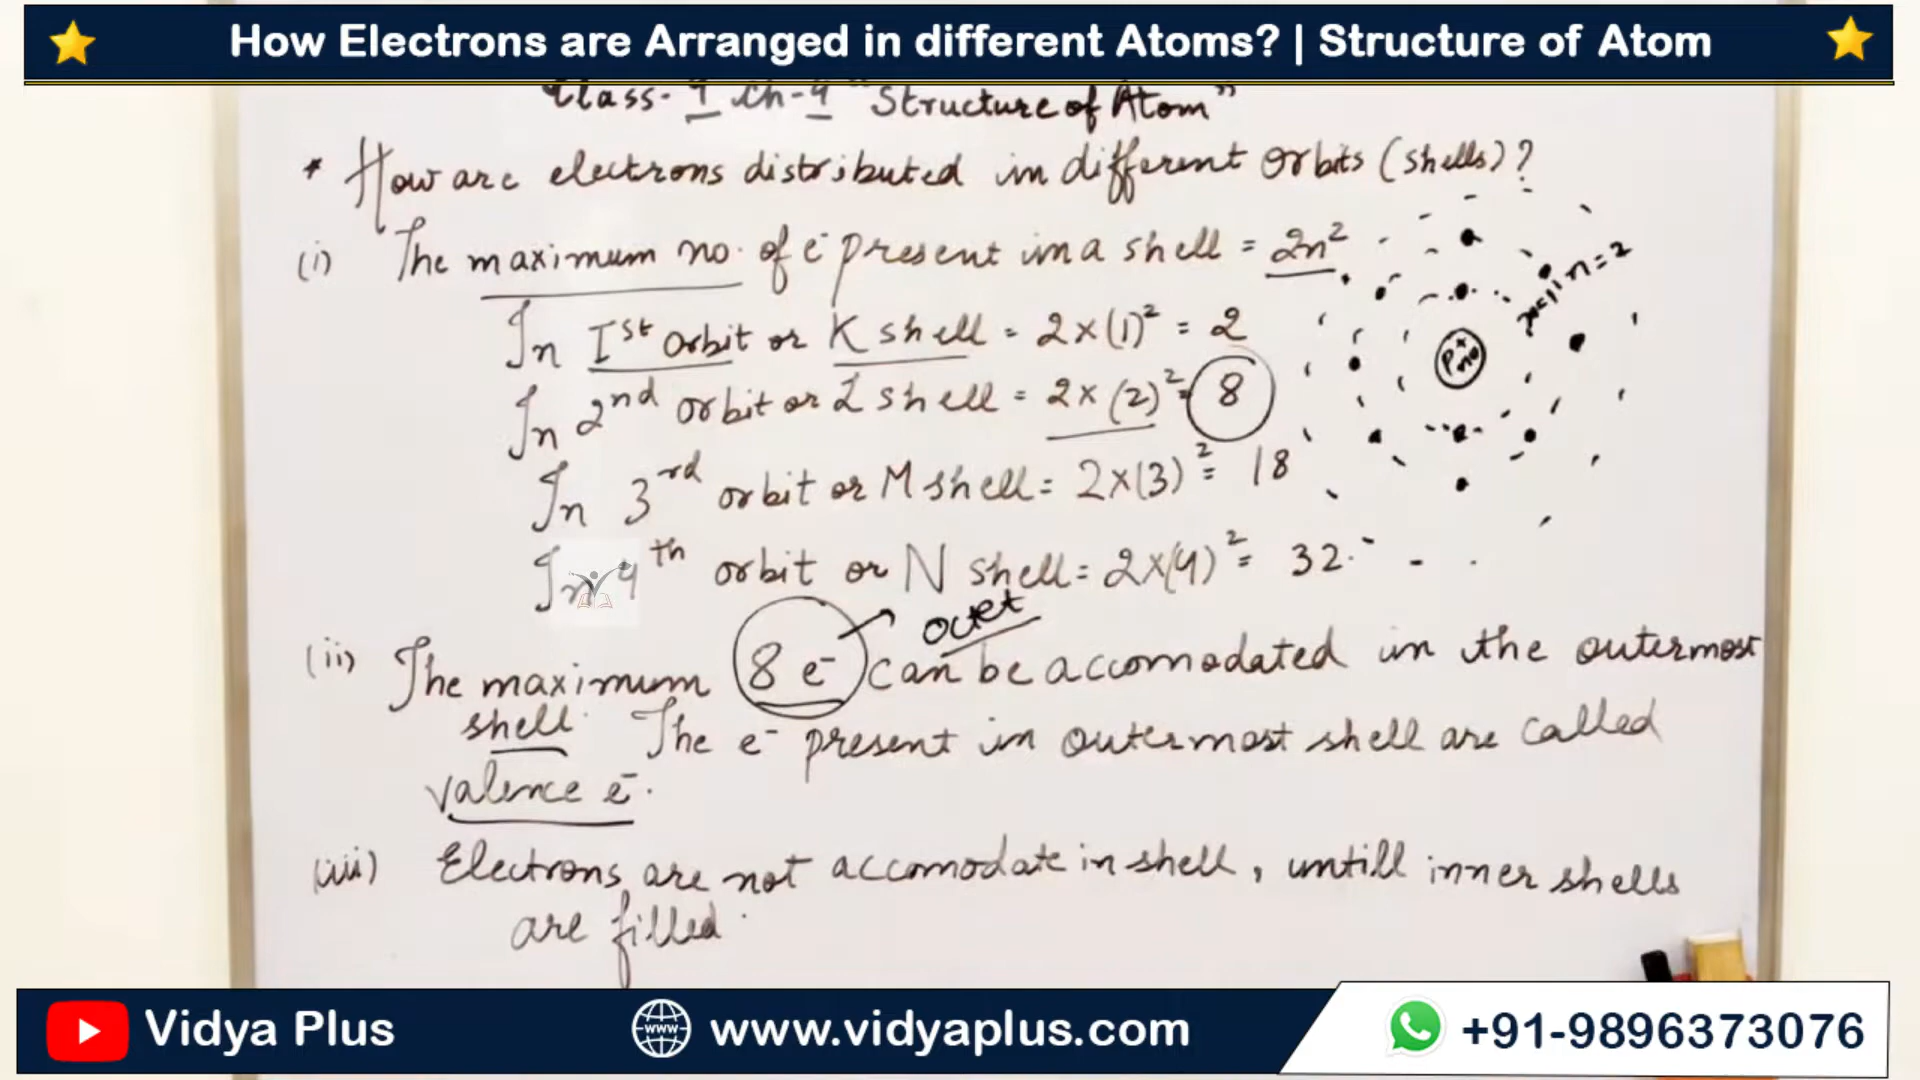 How Electrons are Arranged in different Atoms? | Structure of Atom
Class-9 Ch-4 "Structure of Atom"
* How are electrons distributed in different Orbits (shells)?
(i) The maximum no. of e⁻ present in a shell = 2n²
In Iˢᵗ orbit or K shell = 2×(1)² = 2
In 2ⁿᵈ orbit or L shell = 2×(2)² = 8
In 3ʳᵈ orbit or M shell = 2×(3)² = 18
In 4ᵗʰ orbit or N shell = 2×(4)² = 32
n=1 n=2
P⁺
octet
(ii) The maximum 8 e⁻ can be accomodated in the outermost
shell. The e⁻ present in outermost shell are called
valence e⁻.
(iii) Electrons are not accomodate in shell, untill inner shells
are filled.
Vidya Plus
www
www.vidyaplus.com
+91-9896373076